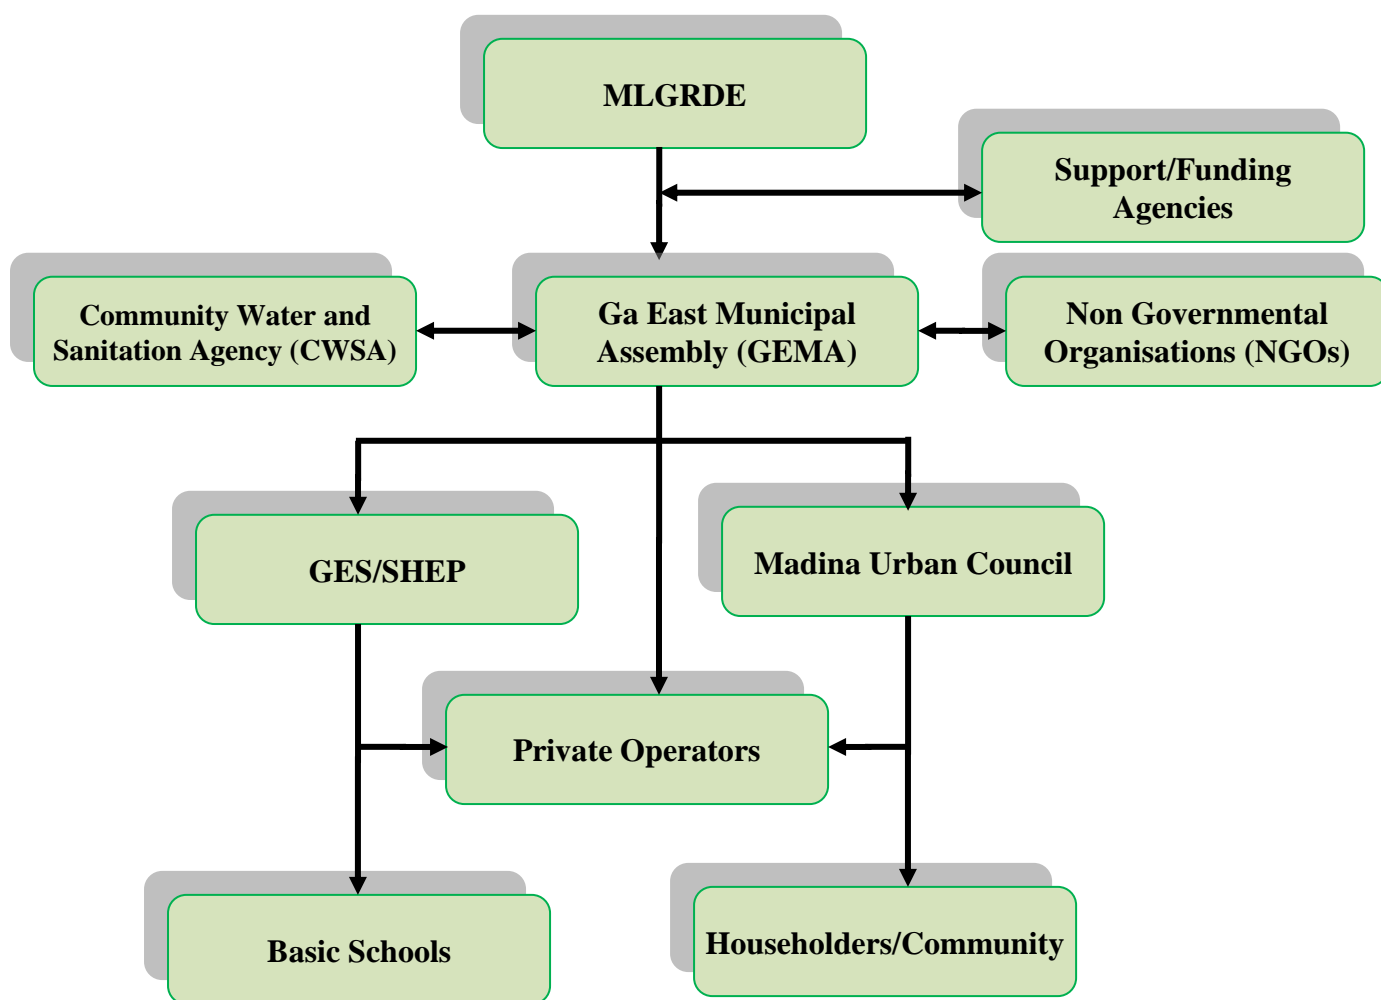 MLGRDE
Support/Funding
Agencies
Community Water and
Sanitation Agency (CWSA)
Ga East Municipal
Assembly (GEMA)
Non Governmental
Organisations (NGOs)
GES/SHEP
Madina Urban Council
Private Operators
Basic Schools
Householders/Community